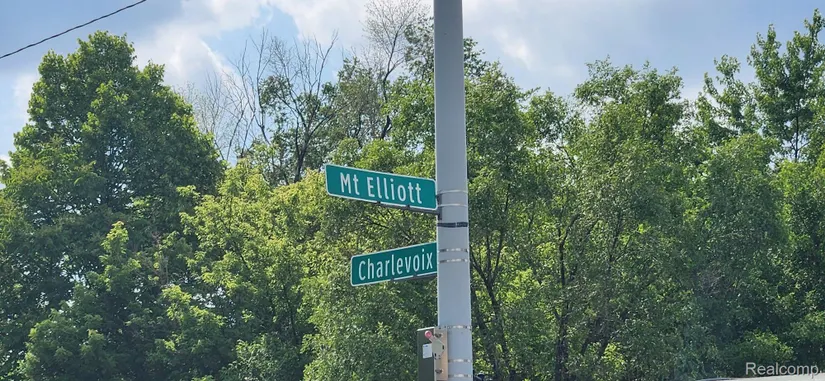 Mt Elliott
Charlevoix
Realcomp